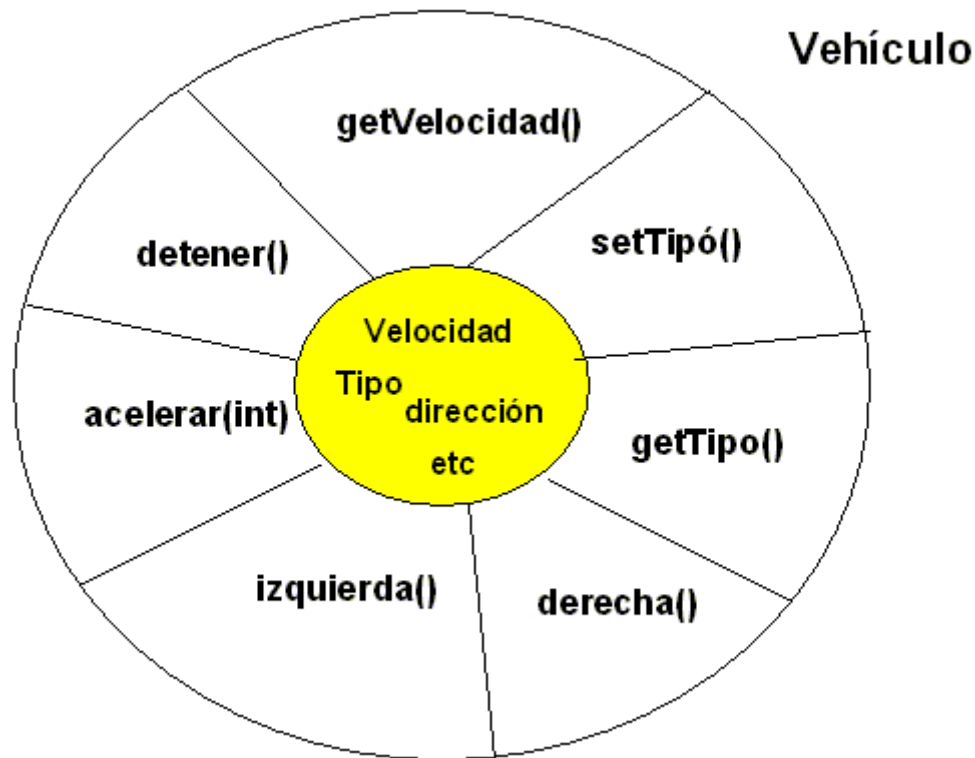 Vehículo
getVelocidad()
setTipó()
detener()
Velocidad
Tipo
dirección
etc
acelerar(int)
getTipo()
izquierda()
derecha()